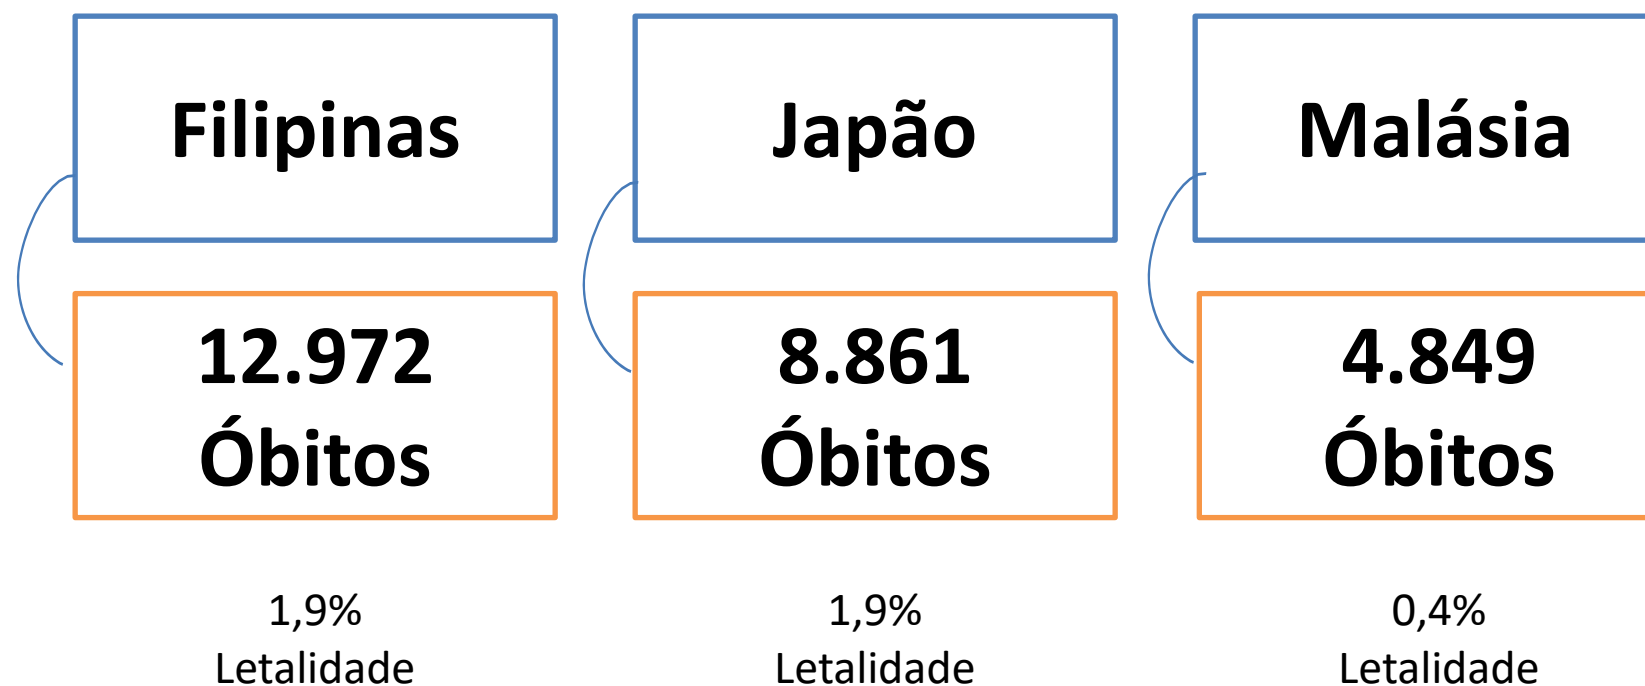 Filipinas
Japão
Malásia
12.972
Óbitos
8.861
Óbitos
4.849
Óbitos
1,9%
Letalidade
1,9%
Letalidade
0,4%
Letalidade